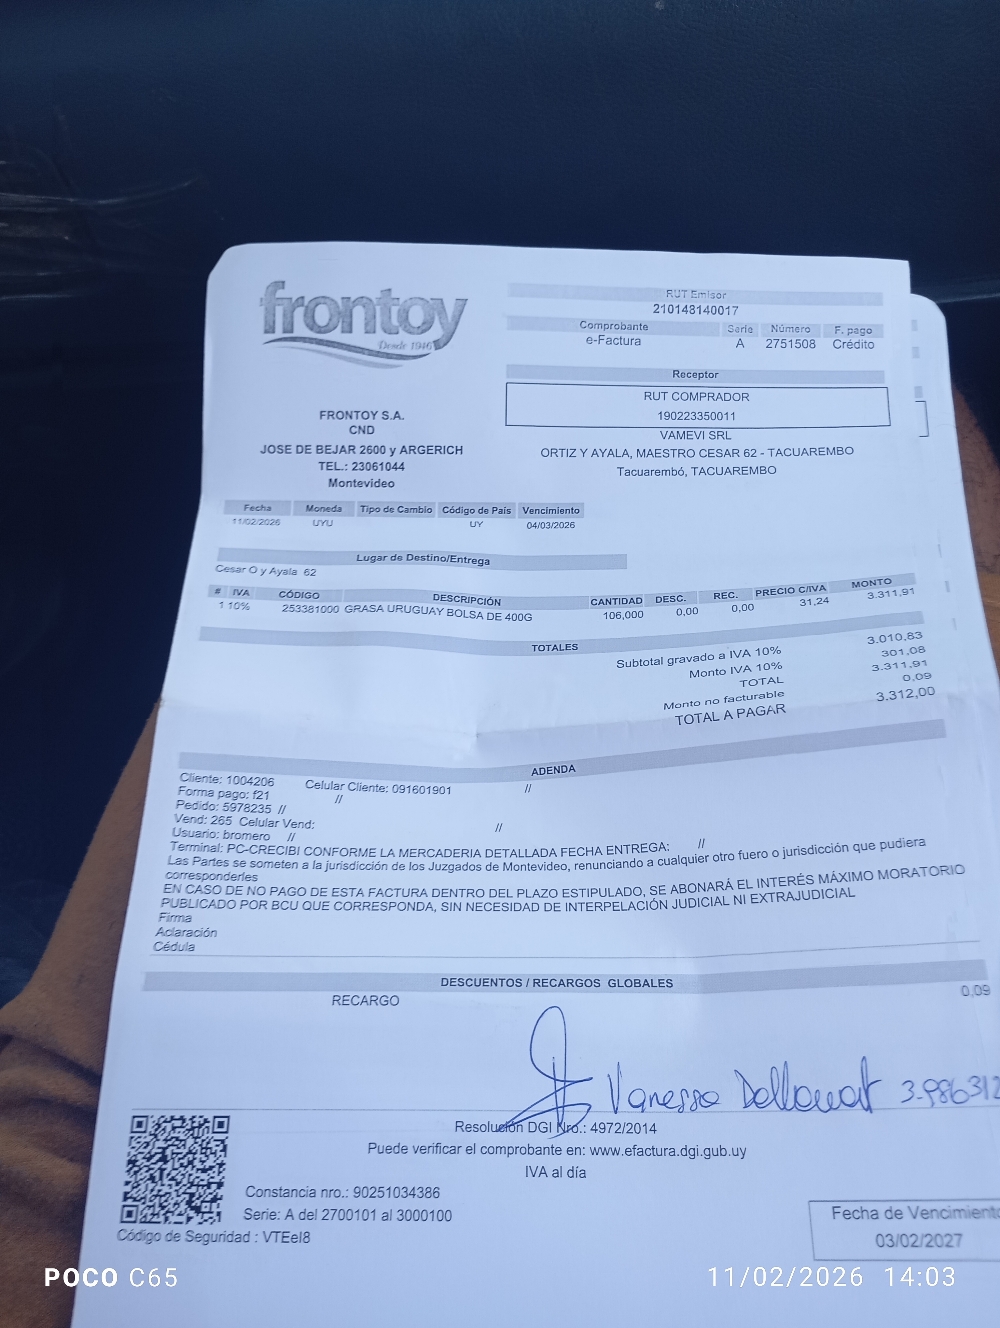 frontoy
Desde 1946
FRONTOY S.A.
CND
JOSE DE BEJAR 2600 y ARGERICH
TEL.: 23061044
Montevideo
RUT Emisor
210148140017
Comprobante Serie Número F. pago
e-Factura A 2751508 Crédito
Receptor
RUT COMPRADOR
190223350011
VAMEVI SRL
ORTIZ Y AYALA, MAESTRO CESAR 62 - TACUAREMBO
Tacuarembó, TACUAREMBO
Fecha Moneda Tipo de Cambio Código de País Vencimiento
11/02/2026 UYU UY 04/03/2026
Lugar de Destino/Entrega
Cesar O y Ayala 62
# IVA CÓDIGO DESCRIPCIÓN CANTIDAD DESC. REC. PRECIO C/IVA MONTO
1 10% 253381000 GRASA URUGUAY BOLSA DE 400G 106,000 0,00 0,00 31,24 3.311,91
TOTALES
Subtotal gravado a IVA 10% 3.010,83
Monto IVA 10% 301,08
TOTAL 3.311,91
Monto no facturable 0,09
TOTAL A PAGAR 3.312,00
ADENDA
Cliente: 1004206 Celular Cliente: 091601901 //
Forma pago: f21 //
Pedido: 5978235 //
Vend: 265 Celular Vend: //
Usuario: bromero //
Terminal: PC-CRECIBI CONFORME LA MERCADERIA DETALLADA FECHA ENTREGA: //
Las Partes se someten a la jurisdicción de los Juzgados de Montevideo, renunciando a cualquier otro fuero o jurisdicción que pudiera
corresponderles
EN CASO DE NO PAGO DE ESTA FACTURA DENTRO DEL PLAZO ESTIPULADO, SE ABONARÁ EL INTERÉS MÁXIMO MORATORIO
PUBLICADO POR BCU QUE CORRESPONDA, SIN NECESIDAD DE INTERPELACIÓN JUDICIAL NI EXTRAJUDICIAL
Firma
Aclaración
Cédula
DESCUENTOS / RECARGOS GLOBALES
RECARGO 0,09
Vanessa 3.986312
Resolución DGI Nro.: 4972/2014
Puede verificar el comprobante en: www.efactura.dgi.gub.uy
IVA al día
Constancia nro.: 90251034386
Serie: A del 2700101 al 3000100
Código de Seguridad : VTEeI8
Fecha de Vencimiento
03/02/2027
POCO C65
11/02/2026 14:03